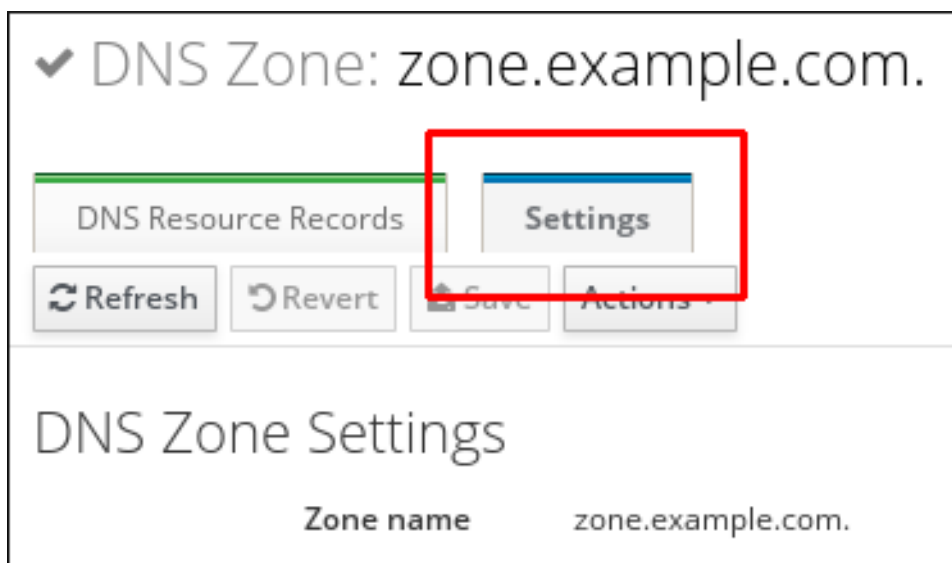 DNS Zone: zone.example.com.
DNS Resource Records Settings
Refresh Revert Save Actions
DNS Zone Settings
Zone name zone.example.com.